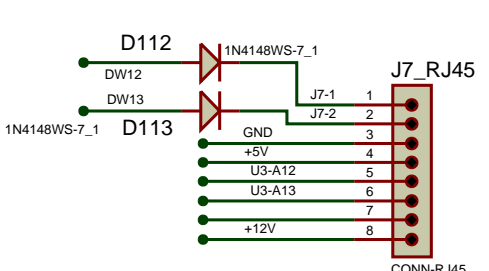 D112
1N4148WS-7_1
DW12
J7_RJ45
DW13
J7-1
1
1N4148WS-7_1
D113
J7-2
2
GND
3
+5V
4
U3-A12
5
U3-A13
6
7
+12V
8
CONN-RJ45